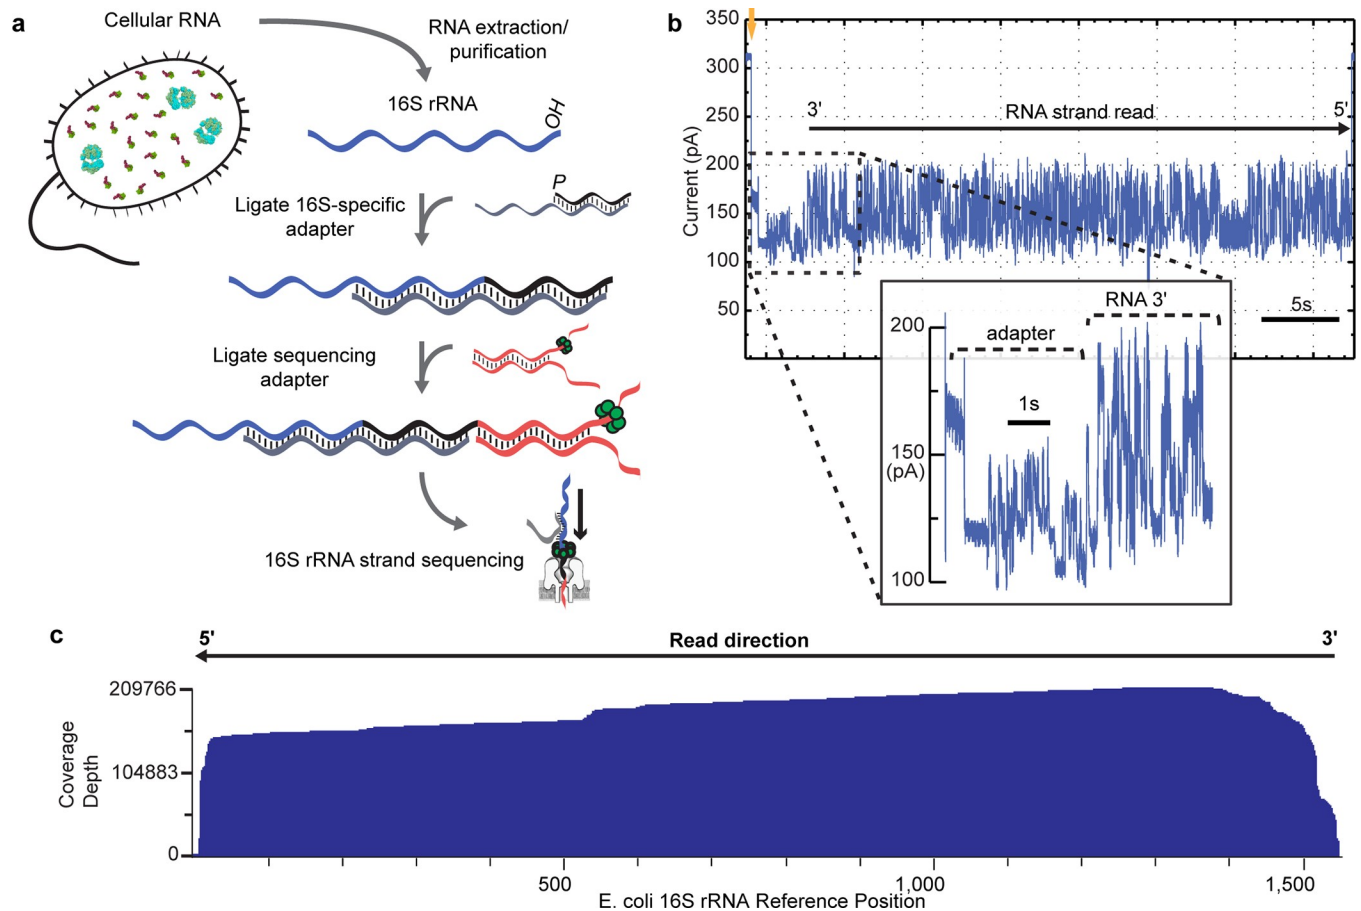 a
Cellular RNA
RNA extraction/
purification
16S rRNA
OH
P
Ligate 16S-specific
adapter
Ligate sequencing
adapter
16S rRNA strand sequencing
b
350
300
250
200
150
100
50
Current (pA)
3'
RNA strand read
5'
5s
RNA 3'
adapter
1s
200
150
(pA)
100
c
5'
Read direction
3'
209766
104883
0
Coverage
Depth
500
1,000
1,500
E. coli 16S rRNA Reference Position